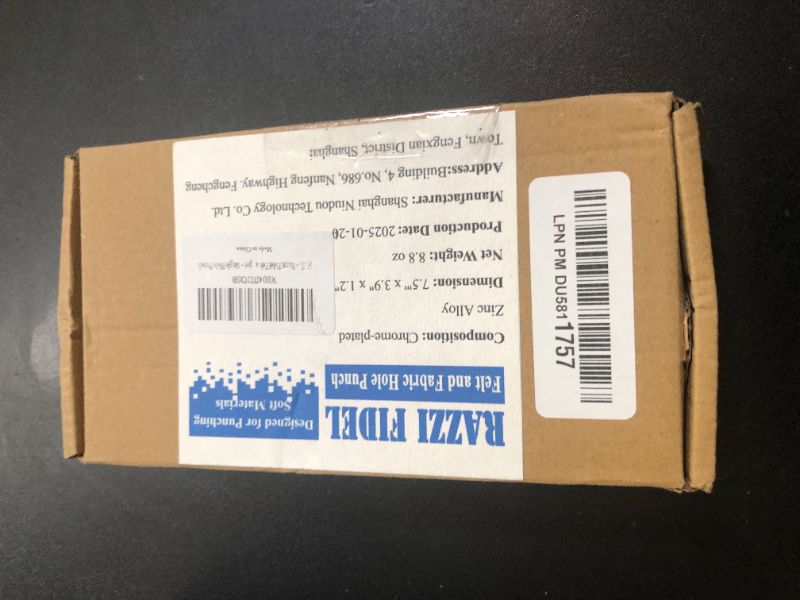 RAZZI FIDEL
Felt and Fabric Hole Punch
Designed for Punching
Soft Materials
Composition: Chrome-plated
Zinc Alloy
Dimension: 7.5"" x 3.9" x 1.2"
Net Weight: 8.8 oz
Production Date: 2025-01-20
Manufacturer: Shanghai Niudou Technology Co. Ltd.
Address:Building 4, No.686, Nanfeng Highway, Fengcheng
Town, Fengxian District, Shanghai
Single Hole Punch
Made in China
LPN PM DU5811757